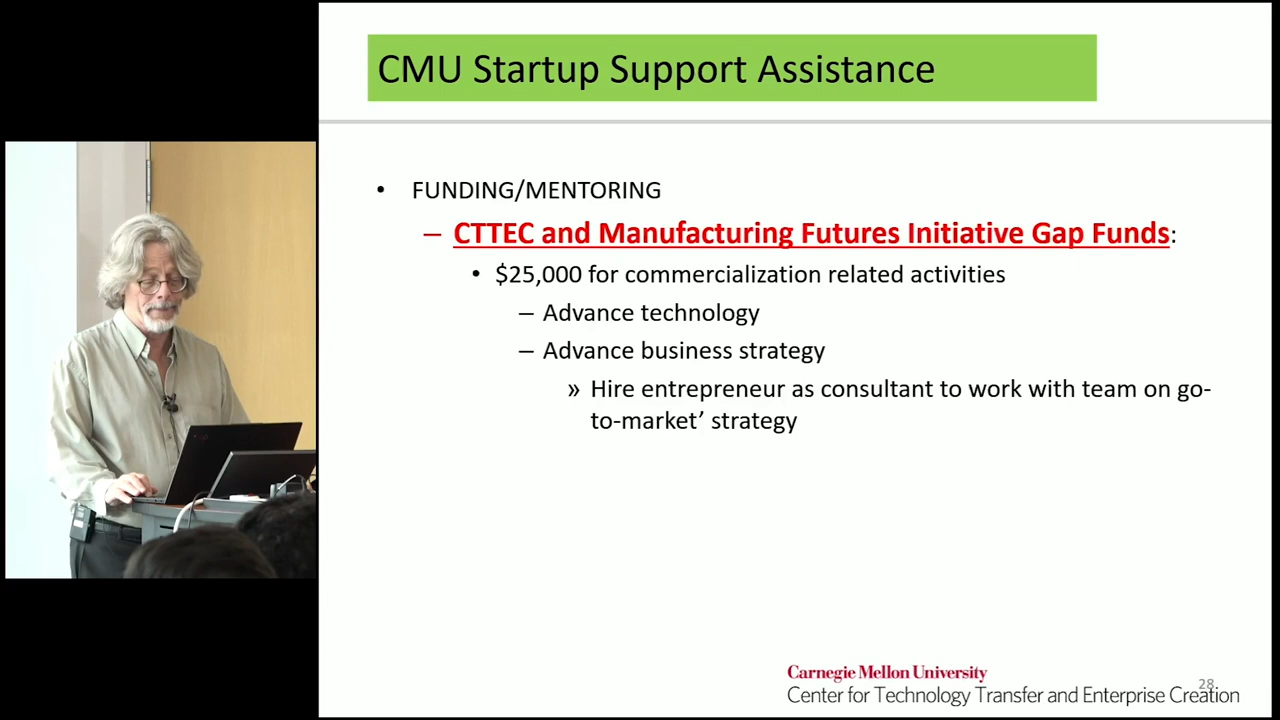 CMU Startup Support Assistance
• FUNDING/MENTORING
– CTTEC and Manufacturing Futures Initiative Gap Funds:
• $25,000 for commercialization related activities
– Advance technology
– Advance business strategy
» Hire entrepreneur as consultant to work with team on go-
to-market’ strategy
Carnegie Mellon University
28
Center for Technology Transfer and Enterprise Creation